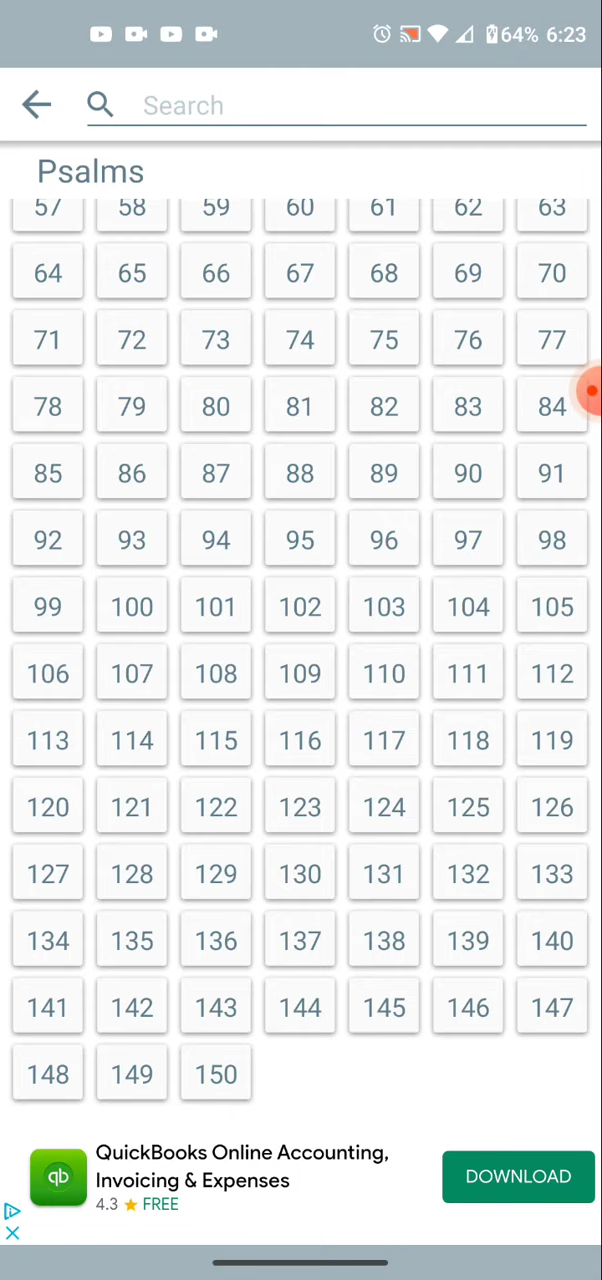 64% 6:23
Search
Psalms
57 58 59 60 61 62 63
64 65 66 67 68 69 70
71 72 73 74 75 76 77
78 79 80 81 82 83 84
85 86 87 88 89 90 91
92 93 94 95 96 97 98
99 100 101 102 103 104 105
106 107 108 109 110 111 112
113 114 115 116 117 118 119
120 121 122 123 124 125 126
127 128 129 130 131 132 133
134 135 136 137 138 139 140
141 142 143 144 145 146 147
148 149 150
qb
QuickBooks Online Accounting,
Invoicing & Expenses
4.3 ★ FREE
DOWNLOAD